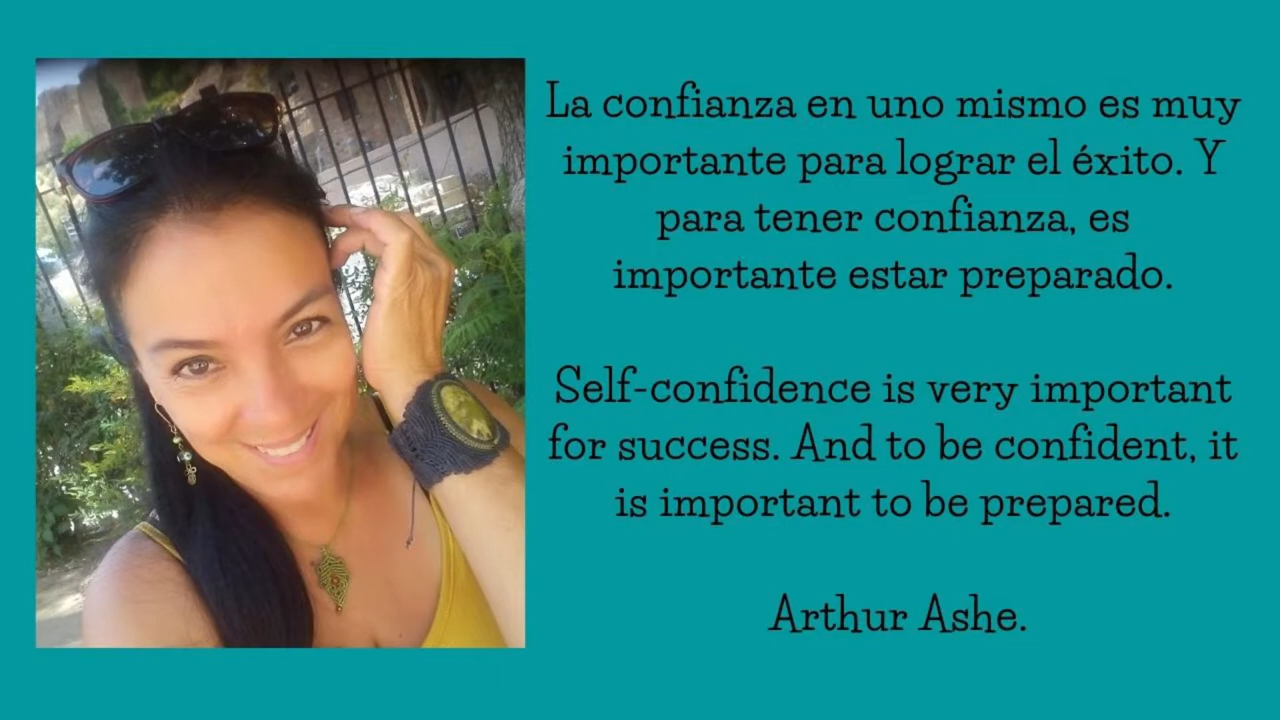 La confianza en uno mismo es muy
importante para lograr el éxito. Y
para tener confianza, es
importante estar preparado.
Self-confidence is very important
for success. And to be confident, it
is important to be prepared.
Arthur Ashe.